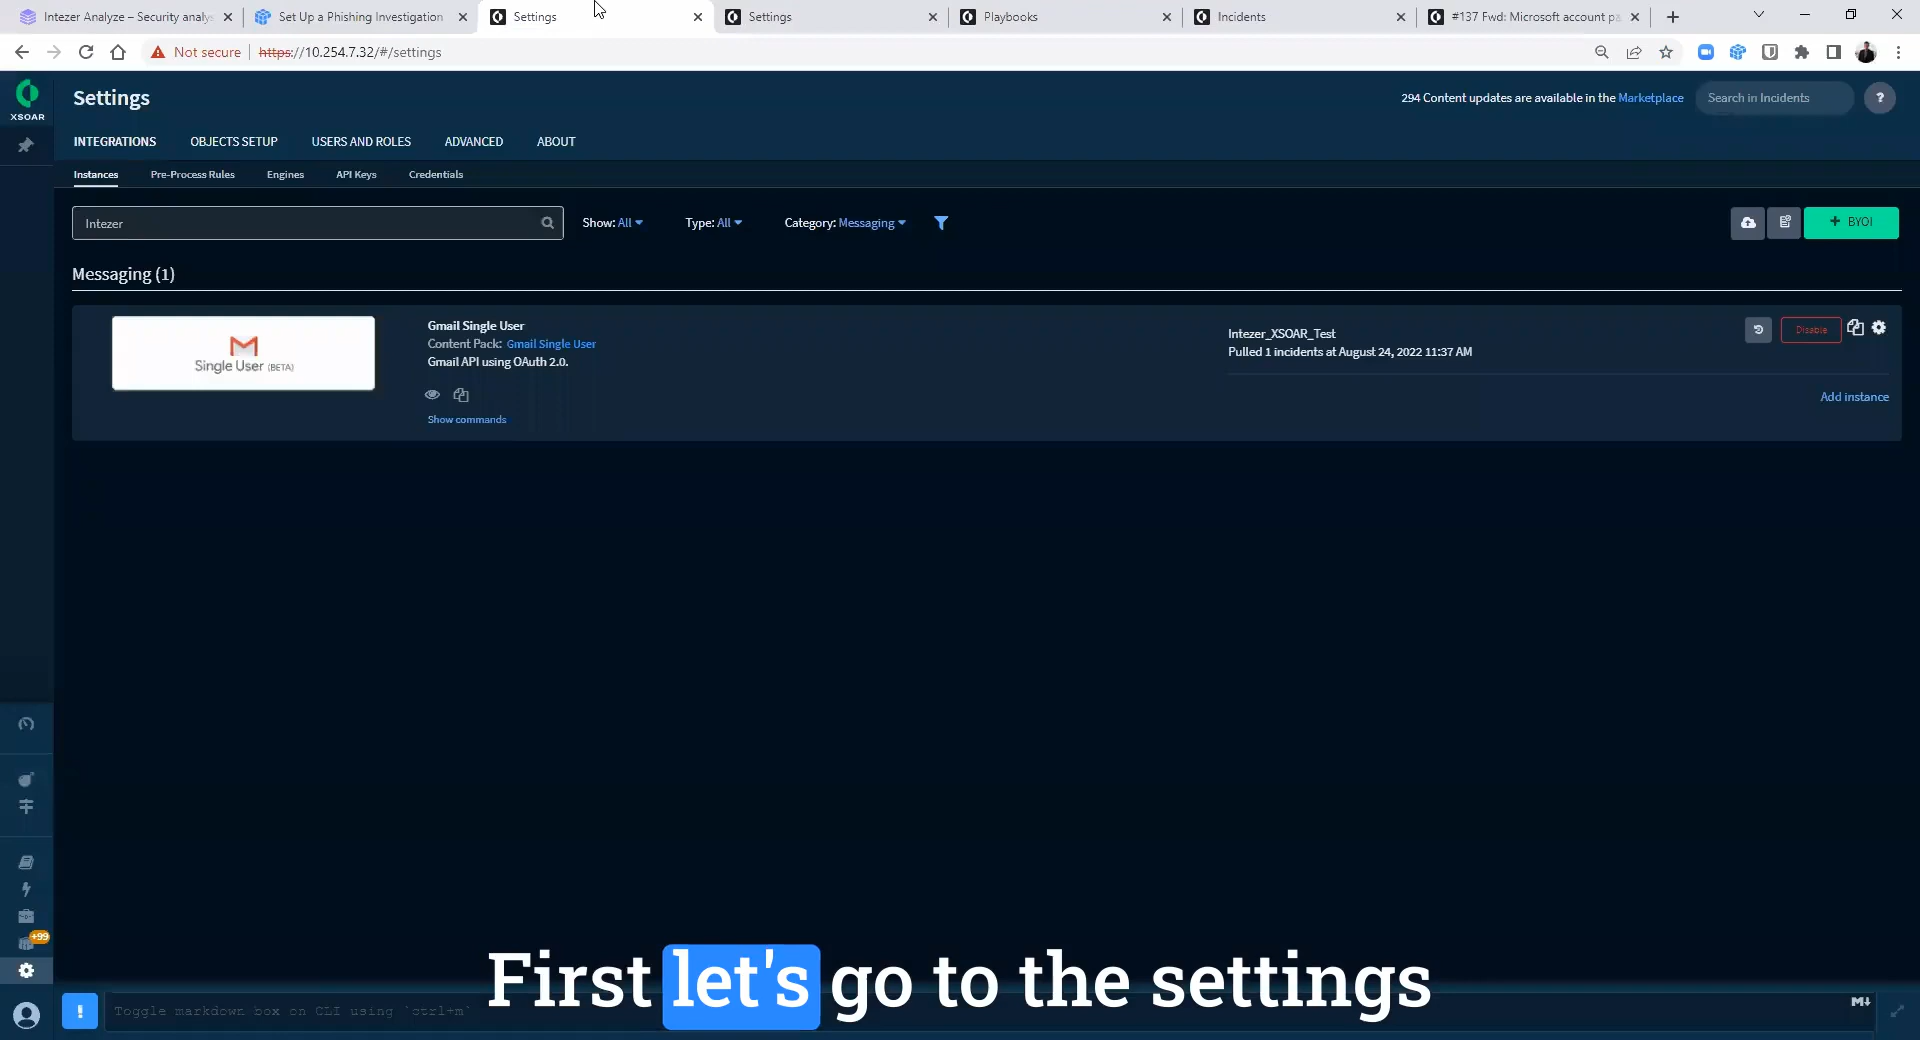 Intezer Analyze – Security analys
Set Up a Phishing Investigation
Settings
Settings
Playbooks
Incidents
#137 Fwd: Microsoft account pa
Not secure
https://10.254.7.32/#/settings
XSOAR
Settings
294 Content updates are available in the Marketplace
Search in Incidents
?
INTEGRATIONS
OBJECTS SETUP
USERS AND ROLES
ADVANCED
ABOUT
Instances
Pre-Process Rules
Engines
API Keys
Credentials
Intezer
Show: All
Type: All
Category: Messaging
+ BYOI
Messaging (1)
Single User (BETA)
Gmail Single User
Content Pack: Gmail Single User
Gmail API using OAuth 2.0.
Show commands
Intezer_XSOAR_Test
Pulled 1 incidents at August 24, 2022 11:37 AM
Disable
Add instance
+99
First let's go to the settings
!
Toggle markdown box on CLI using `ctrl+m`
M↓